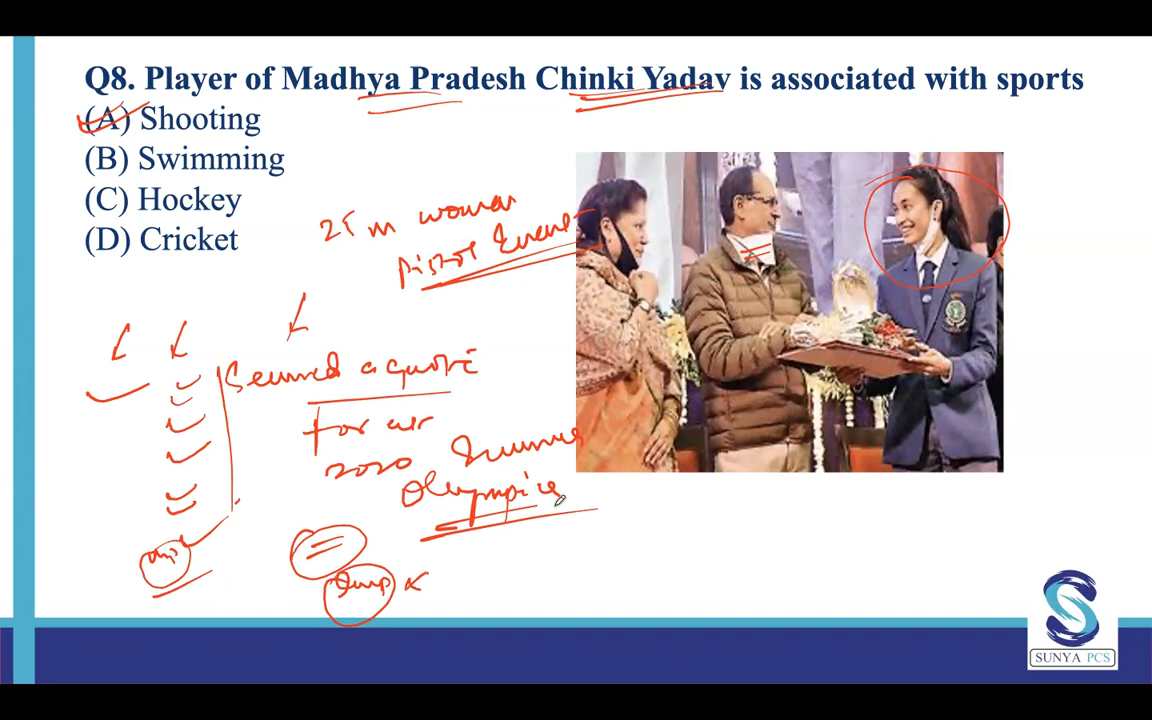 Q8. Player of Madhya Pradesh Chinki Yadav is associated with sports
(A) Shooting
(B) Swimming
(C) Hockey
(D) Cricket
25 m women
pistol Event
Secured a quota
for
2020 Summer
Olympics
SUNYA PCS